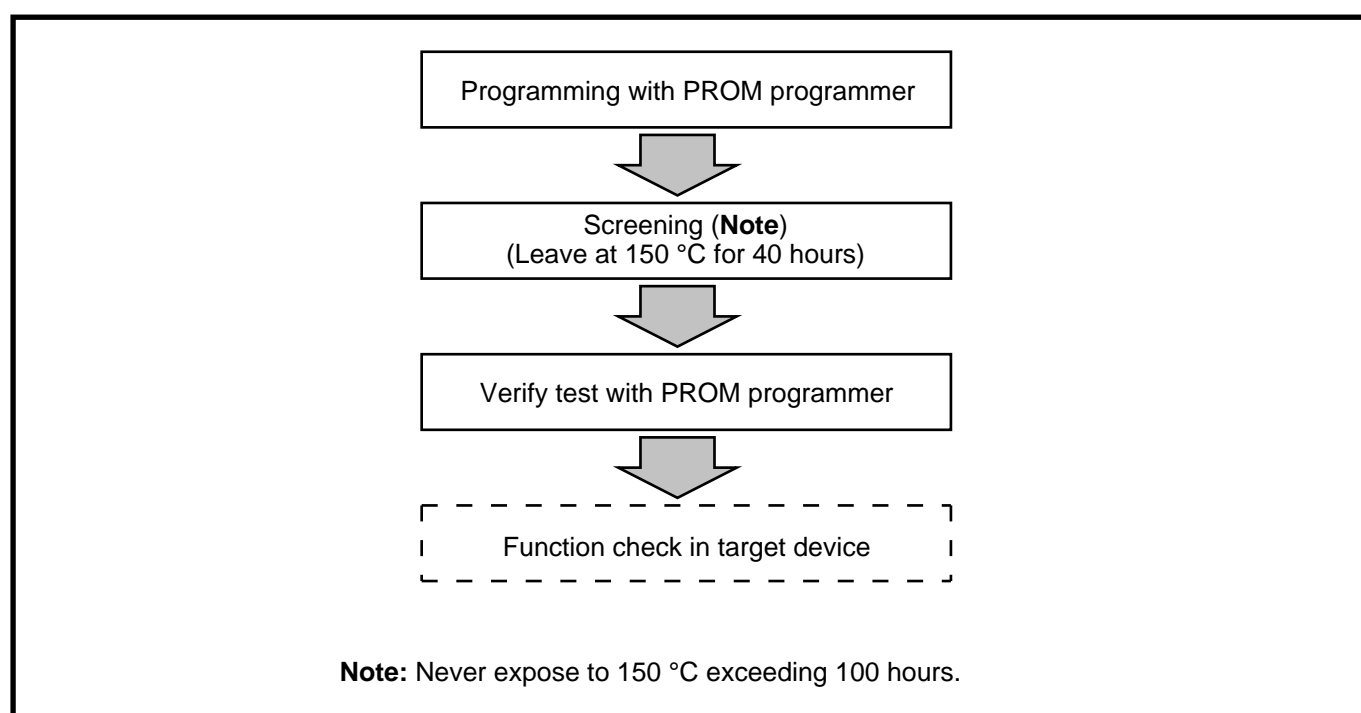 Programming with PROM programmer
Screening (Note)
(Leave at 150 °C for 40 hours)
Verify test with PROM programmer
Function check in target device
Note: Never expose to 150 °C exceeding 100 hours.